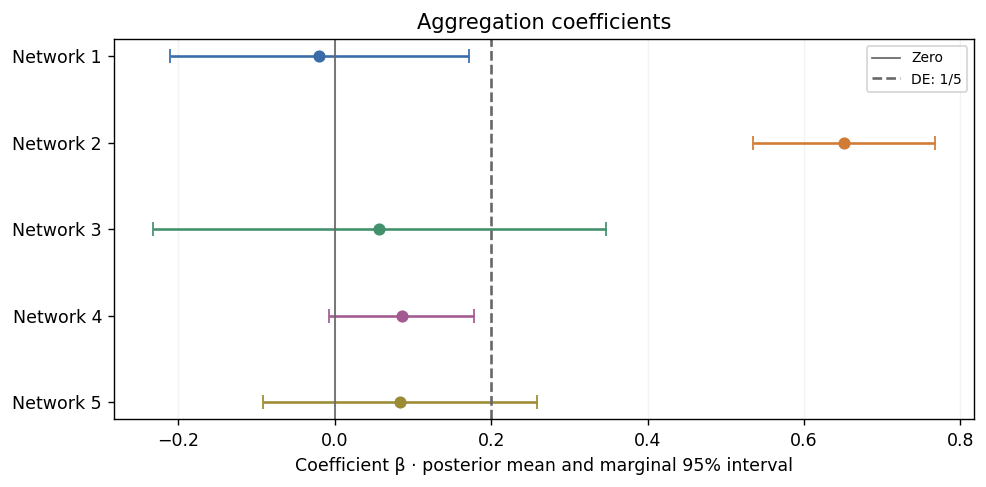 Aggregation coefficients
Network 1
Network 2
Network 3
Network 4
Network 5
Zero
DE: 1/5
−0.2 0.0 0.2 0.4 0.6 0.8
Coefficient β · posterior mean and marginal 95% interval